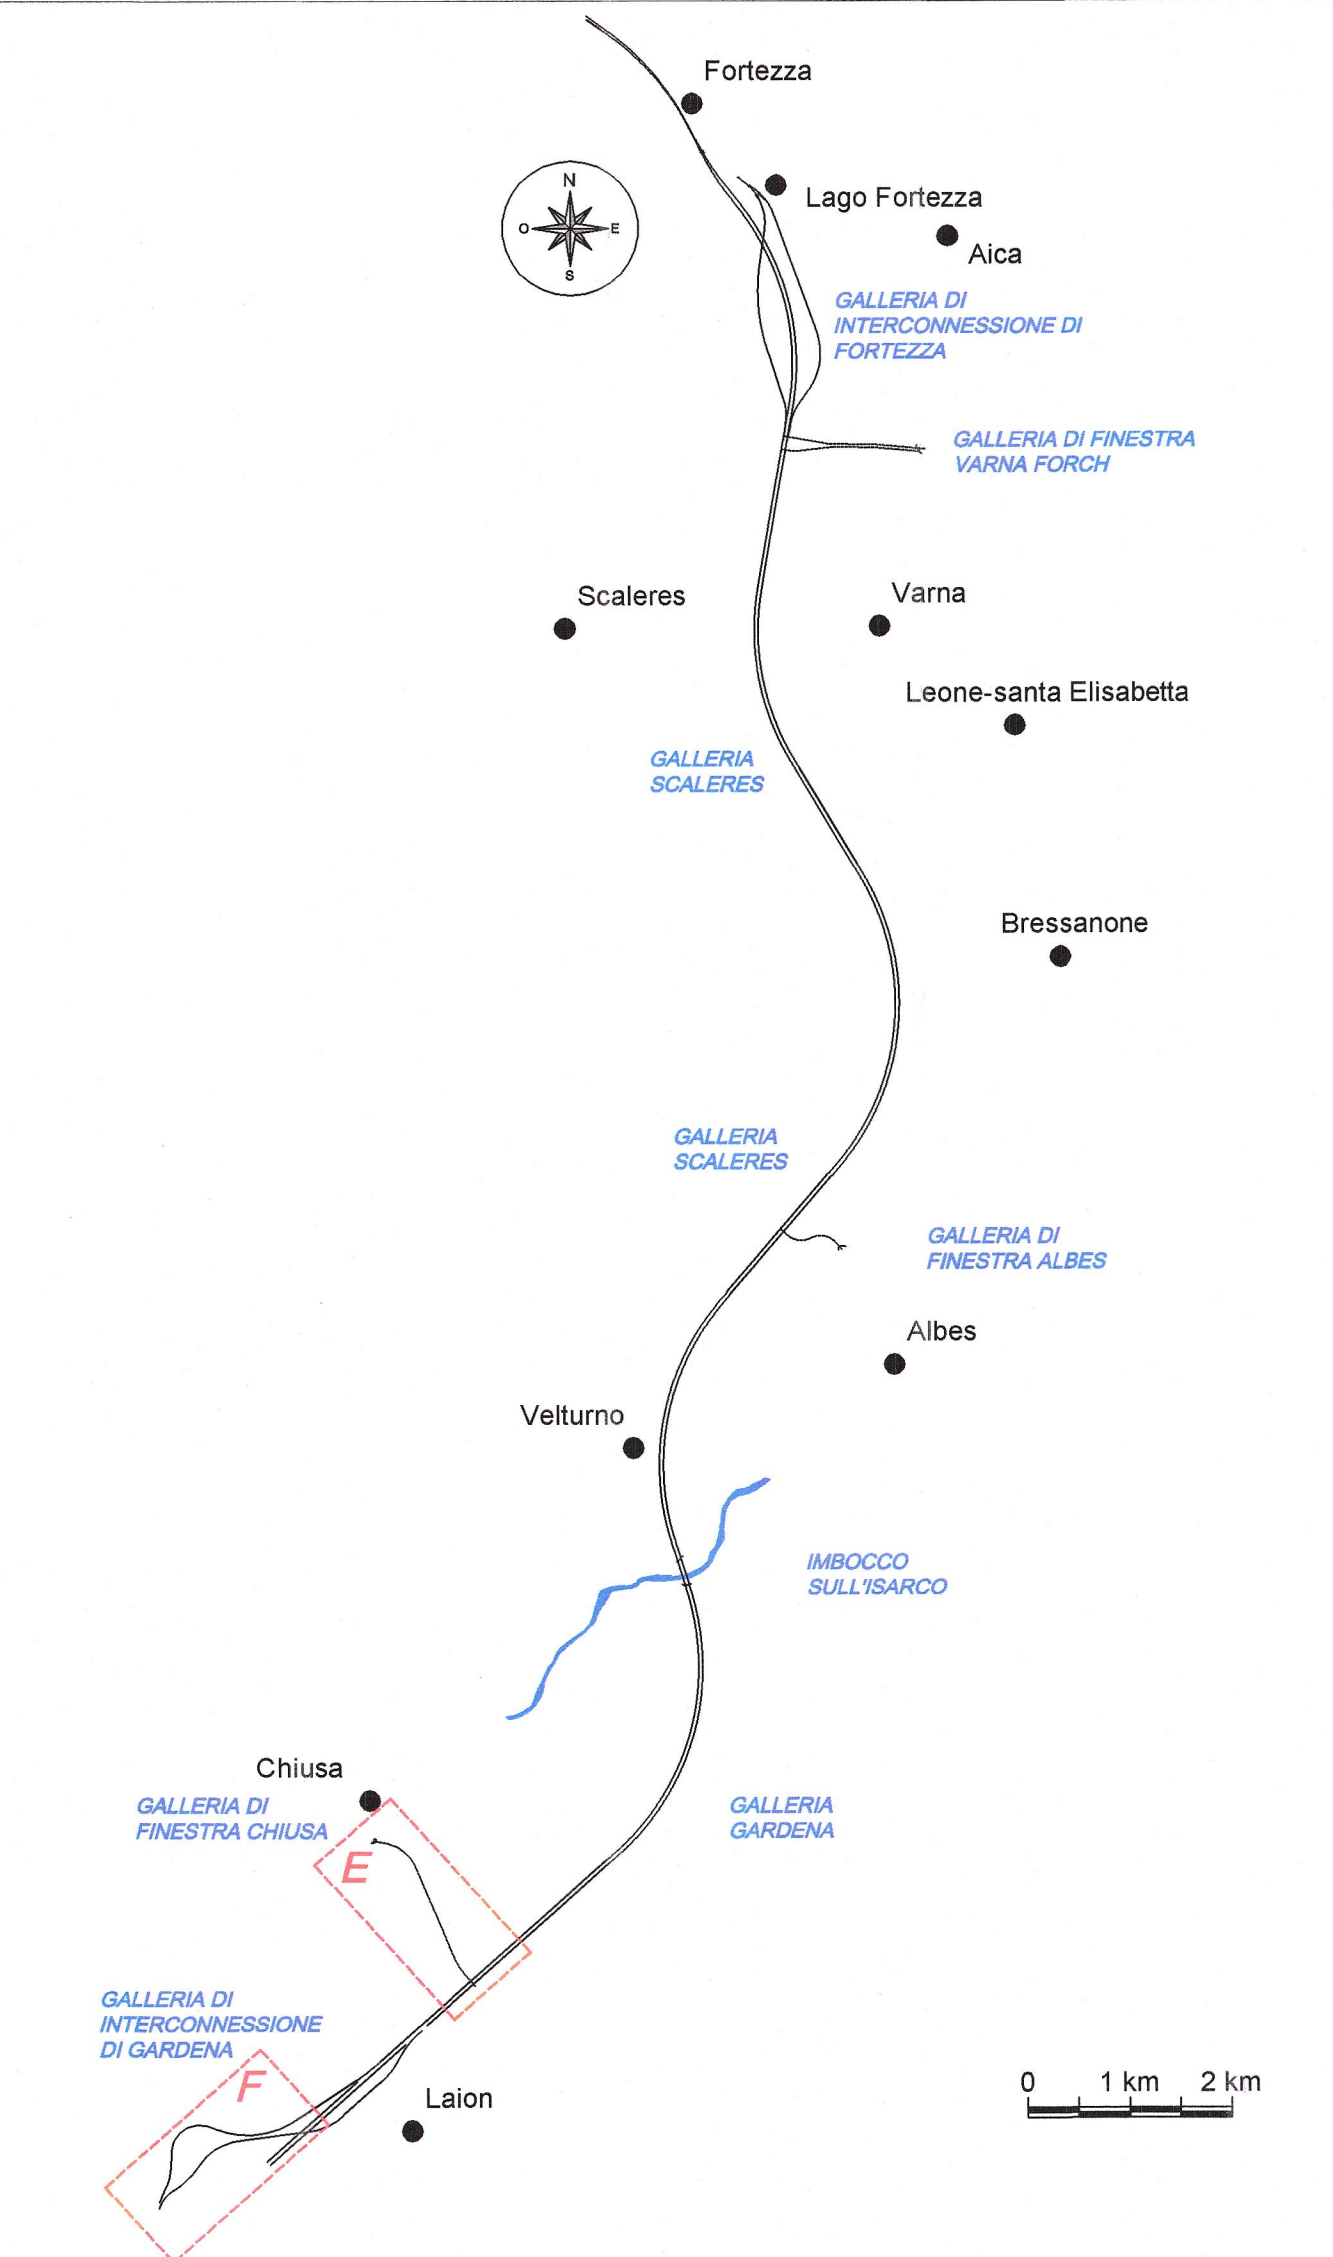 Fortezza
N
O
E
S
Lago Fortezza
Aica
GALLERIA DI
INTERCONNESSIONE DI
FORTEZZA
GALLERIA DI FINESTRA
VARNA FORCH
Scaleres
Varna
Leone-santa Elisabetta
GALLERIA
SCALERES
Bressanone
GALLERIA
SCALERES
GALLERIA DI
FINESTRA ALBES
Albes
Velturno
IMBOCCO
SULL'ISARCO
Chiusa
GALLERIA DI
FINESTRA CHIUSA
GALLERIA
GARDENA
E
GALLERIA DI
INTERCONNESSIONE
DI GARDENA
F
Laion
0 1 km 2 km